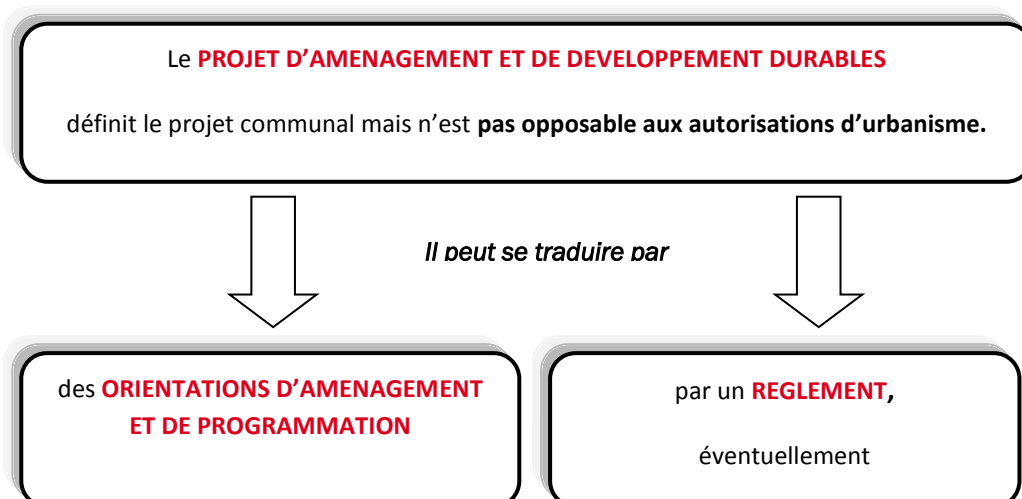 Le PROJET D’AMENAGEMENT ET DE DEVELOPPEMENT DURABLES
définit le projet communal mais n’est pas opposable aux autorisations d’urbanisme.
Il peut se traduire par
des ORIENTATIONS D’AMENAGEMENT
ET DE PROGRAMMATION
par un REGLEMENT,
éventuellement